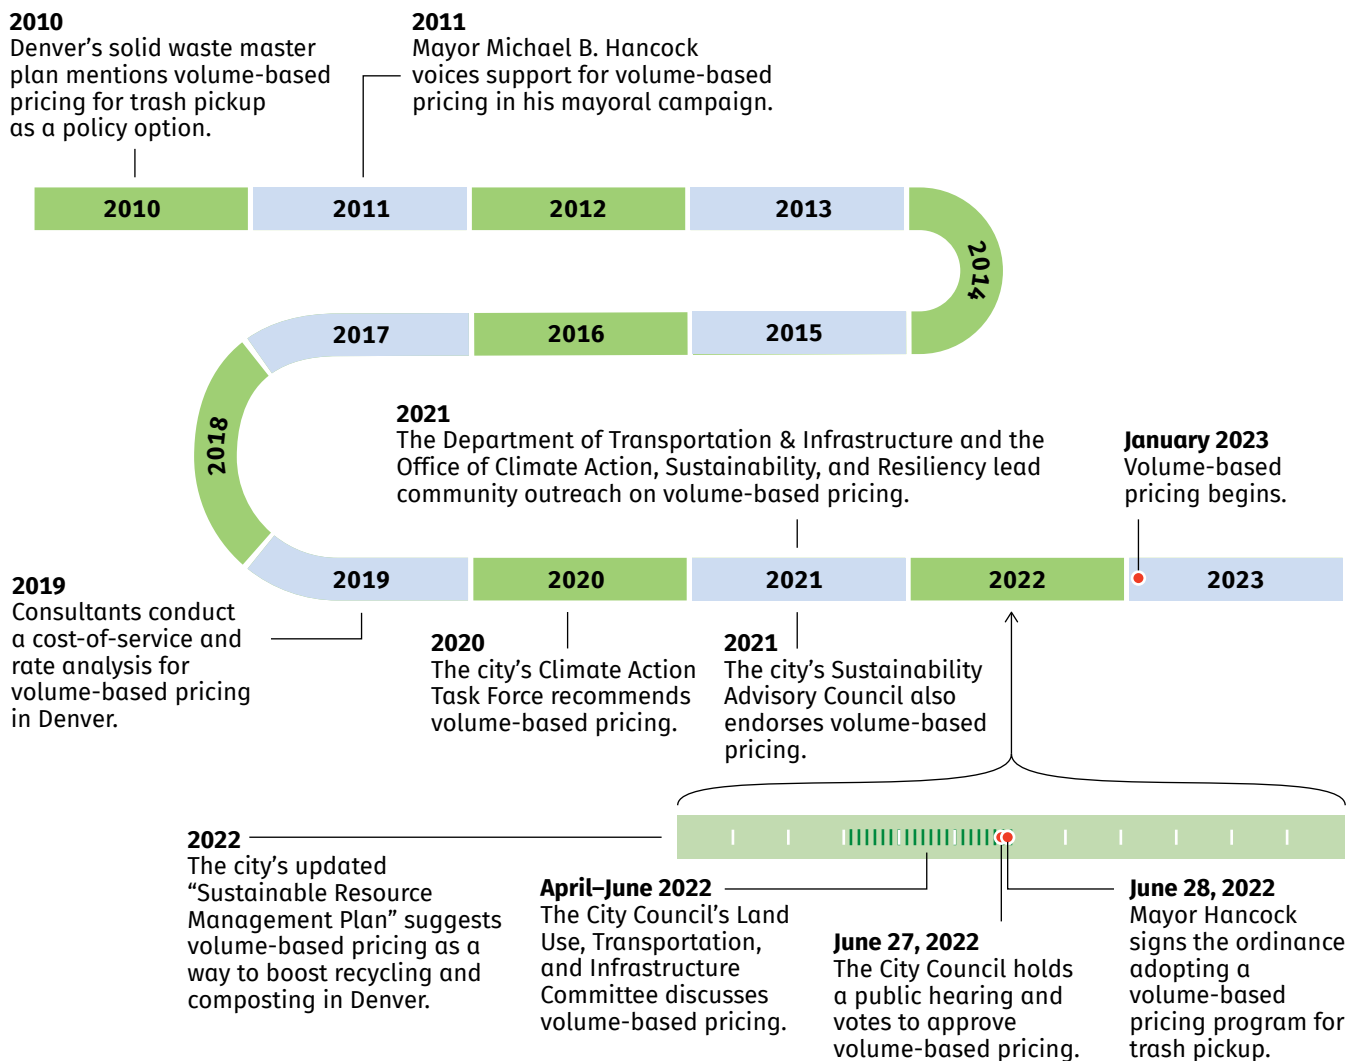 2010
Denver’s solid waste master
plan mentions volume-based
pricing for trash pickup
as a policy option.
2011
Mayor Michael B. Hancock
voices support for volume-based
pricing in his mayoral campaign.
2010
2011
2012
2013
2014
2017
2016
2015
2018
2021
The Department of Transportation & Infrastructure and the
Office of Climate Action, Sustainability, and Resiliency lead
community outreach on volume-based pricing.
January 2023
Volume-based
pricing begins.
2019
2020
2021
2022
2023
2019
Consultants conduct
a cost-of-service and
rate analysis for
volume-based pricing
in Denver.
2020
The city’s Climate Action
Task Force recommends
volume-based pricing.
2021
The city’s Sustainability
Advisory Council also
endorses volume-based
pricing.
2022
The city’s updated
“Sustainable Resource
Management Plan” suggests
volume-based pricing as a
way to boost recycling and
composting in Denver.
April–June 2022
The City Council’s Land
Use, Transportation,
and Infrastructure
Committee discusses
volume-based pricing.
June 27, 2022
The City Council holds
a public hearing and
votes to approve
volume-based pricing.
June 28, 2022
Mayor Hancock
signs the ordinance
adopting a
volume-based
pricing program for
trash pickup.